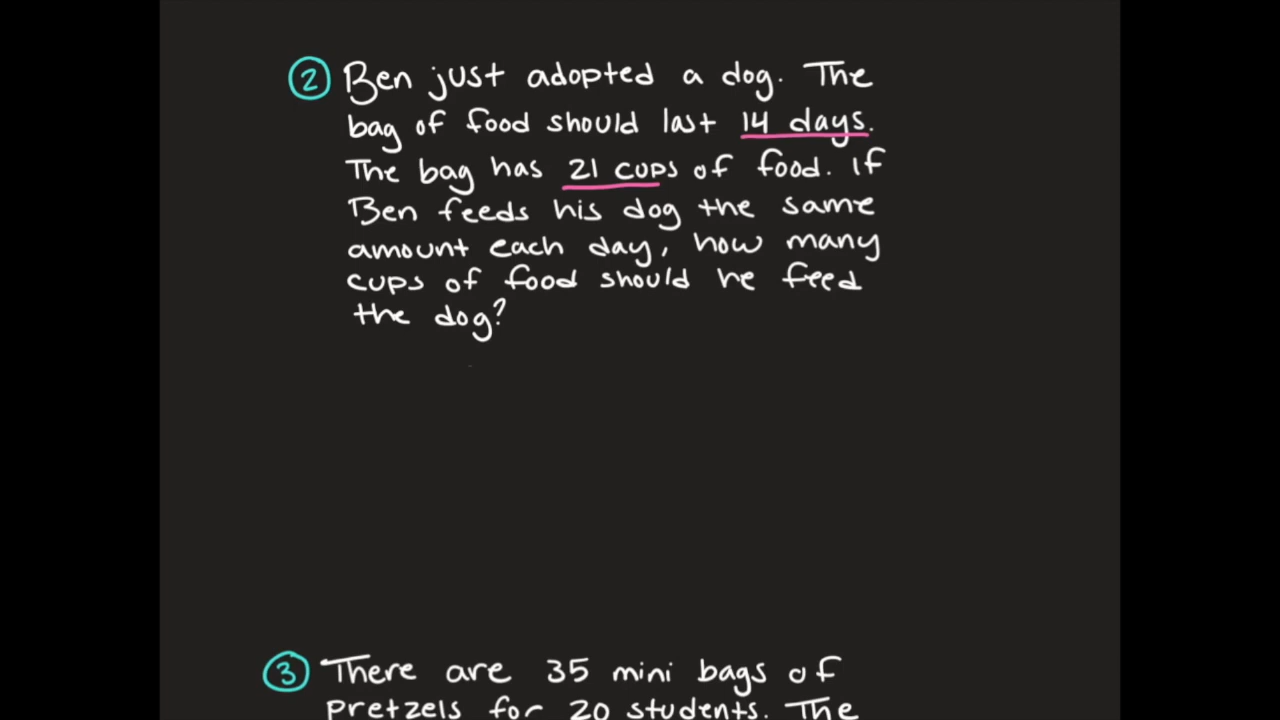 ② Ben just adopted a dog. The
bag of food should last 14 days.
The bag has 21 cups of food. If
Ben feeds his dog the same
amount each day, how many
cups of food should he feed
the dog?
③ There are 35 mini bags of
pretzels for 20 students. The